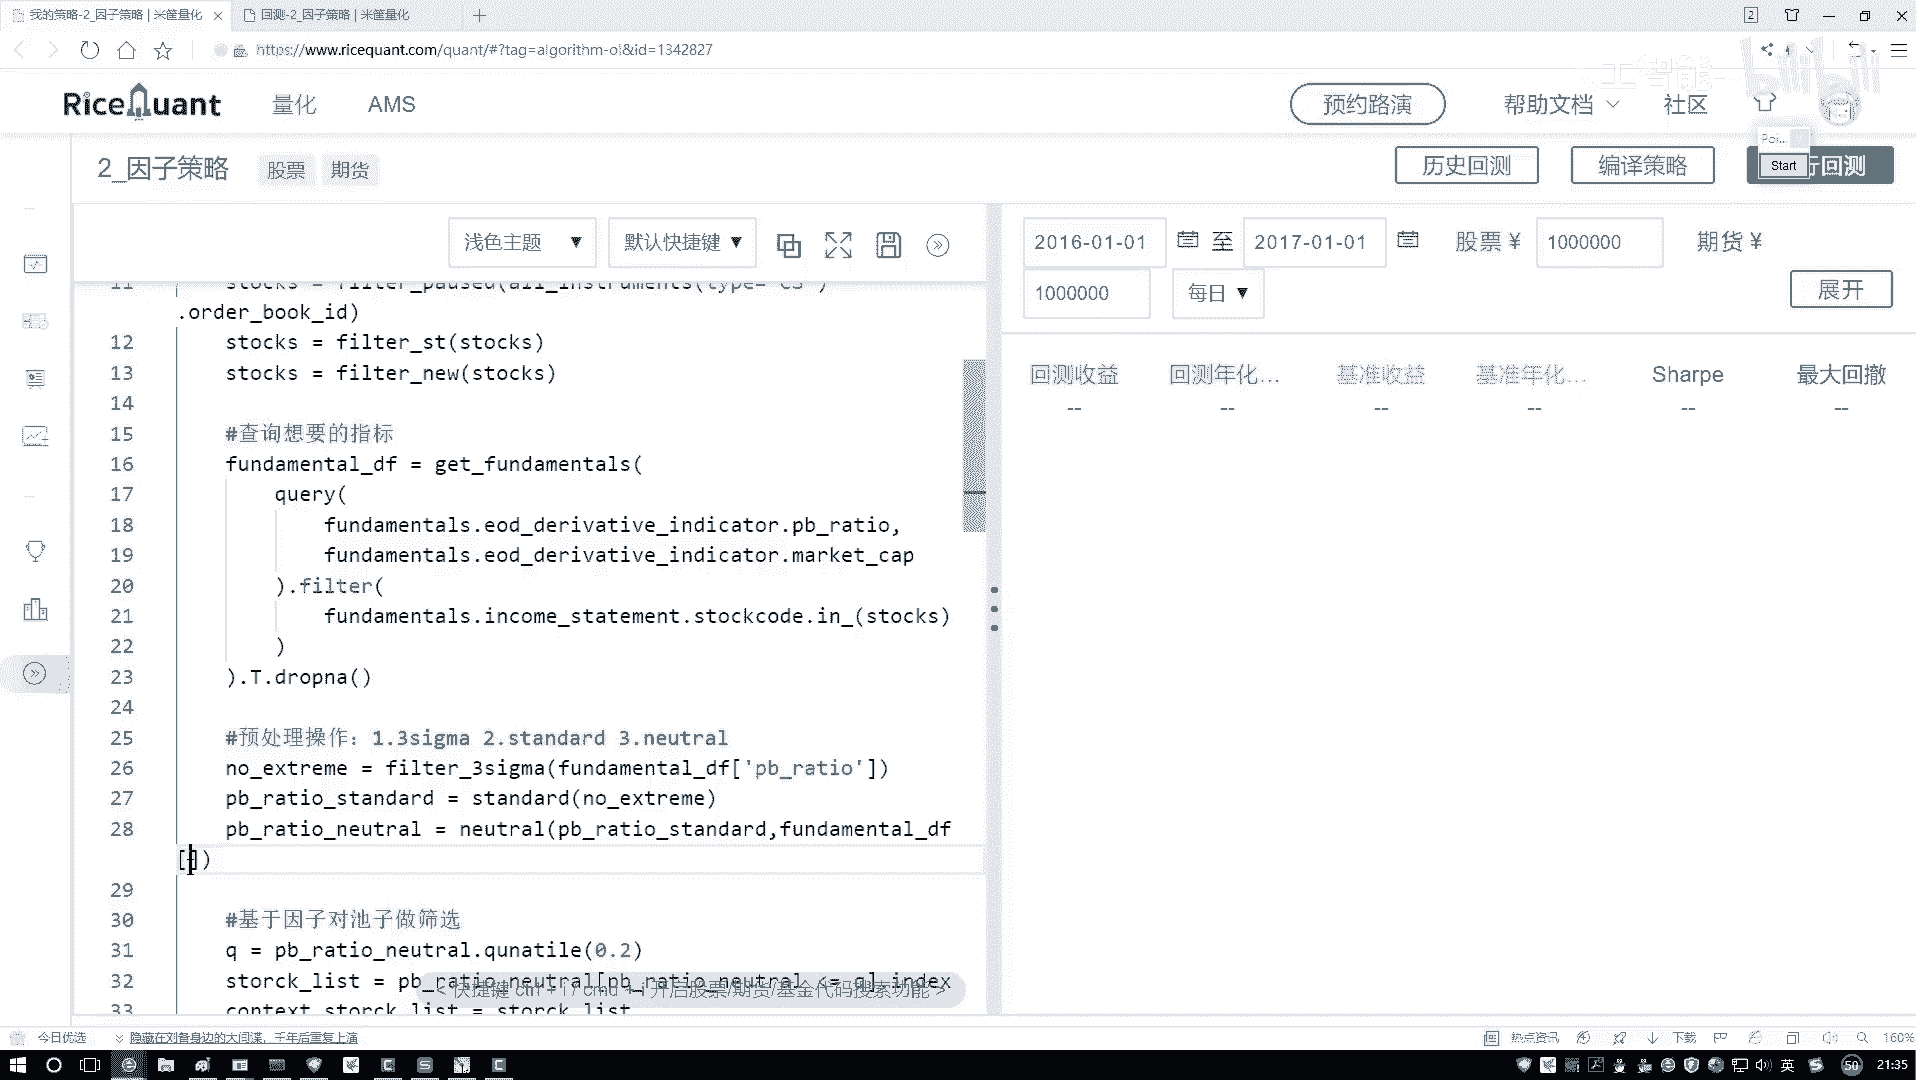 我的策略-2_因子策略 | 米筐量化
回测-2_因子策略 | 米筐量化
2
https://www.ricequant.com/quant/#?tag=algorithm-ol&id=1342827
bilibili
RiceQuant
量化
AMS
预约路演
帮助文档
社区
Poi...
Start
2_因子策略
股票
期货
历史回测
编译策略
行回测
浅色主题
默认快捷键
2016-01-01
至
2017-01-01
股票 ¥
1000000
期货 ¥
1000000
每日
展开
回测收益
回测年化...
基准收益
基准年化...
Sharpe
最大回撤
-- -- -- -- -- --
11 stocks = filter_paused(all_instruments(type='CS')
.order_book_id)
12 stocks = filter_st(stocks)
13 stocks = filter_new(stocks)
14
15 #查询想要的指标
16 fundamental_df = get_fundamentals(
17 query(
18 fundamentals.eod_derivative_indicator.pb_ratio,
19 fundamentals.eod_derivative_indicator.market_cap
20 ).filter(
21 fundamentals.income_statement.stockcode.in_(stocks)
22 )
23 ).T.dropna()
24
25 #预处理操作：1.3sigma 2.standard 3.neutral
26 no_extreme = filter_3sigma(fundamental_df['pb_ratio'])
27 pb_ratio_standard = standard(no_extreme)
28 pb_ratio_neutral = neutral(pb_ratio_standard,fundamental_df
[])
29
30 #基于因子对池子做筛选
31 q = pb_ratio_neutral.qunatile(0.2)
32 storck_list = pb_ratio_neutral[pb_ratio_neutral <= q].index
33 context.storck_list = storck_list
< 快捷键 ctrl + i / cmd + i 开启股票/期货/基金代码搜索功能 >
今日优选
隐藏在刘备身边的大间谍，千年后重复上演
热点资讯
下载
160%
英
50
21:35